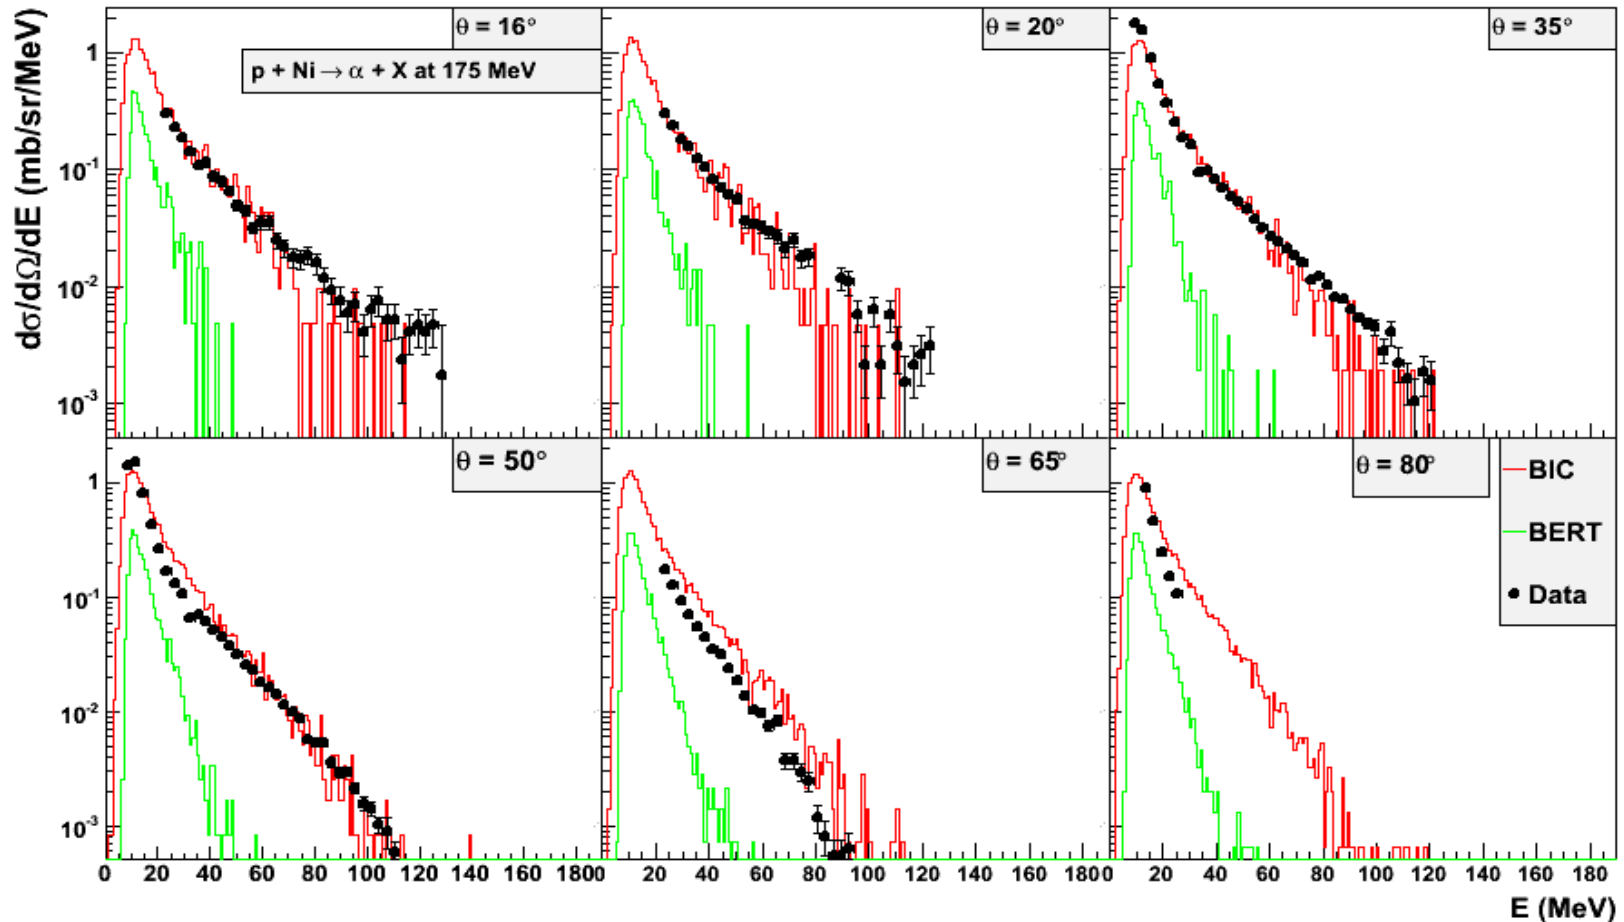 dσ/dΩ/dE (mb/sr/MeV)
θ = 16°
p + Ni → α + X at 175 MeV
θ = 20°
θ = 35°
1
10⁻¹
10⁻²
10⁻³
θ = 50°
θ = 65°
θ = 80°
BIC
BERT
Data
1
10⁻¹
10⁻²
10⁻³
0 20 40 60 80 100 120 140 160 180 0 20 40 60 80 100 120 140 160 180 0 20 40 60 80 100 120 140 160 180
E (MeV)